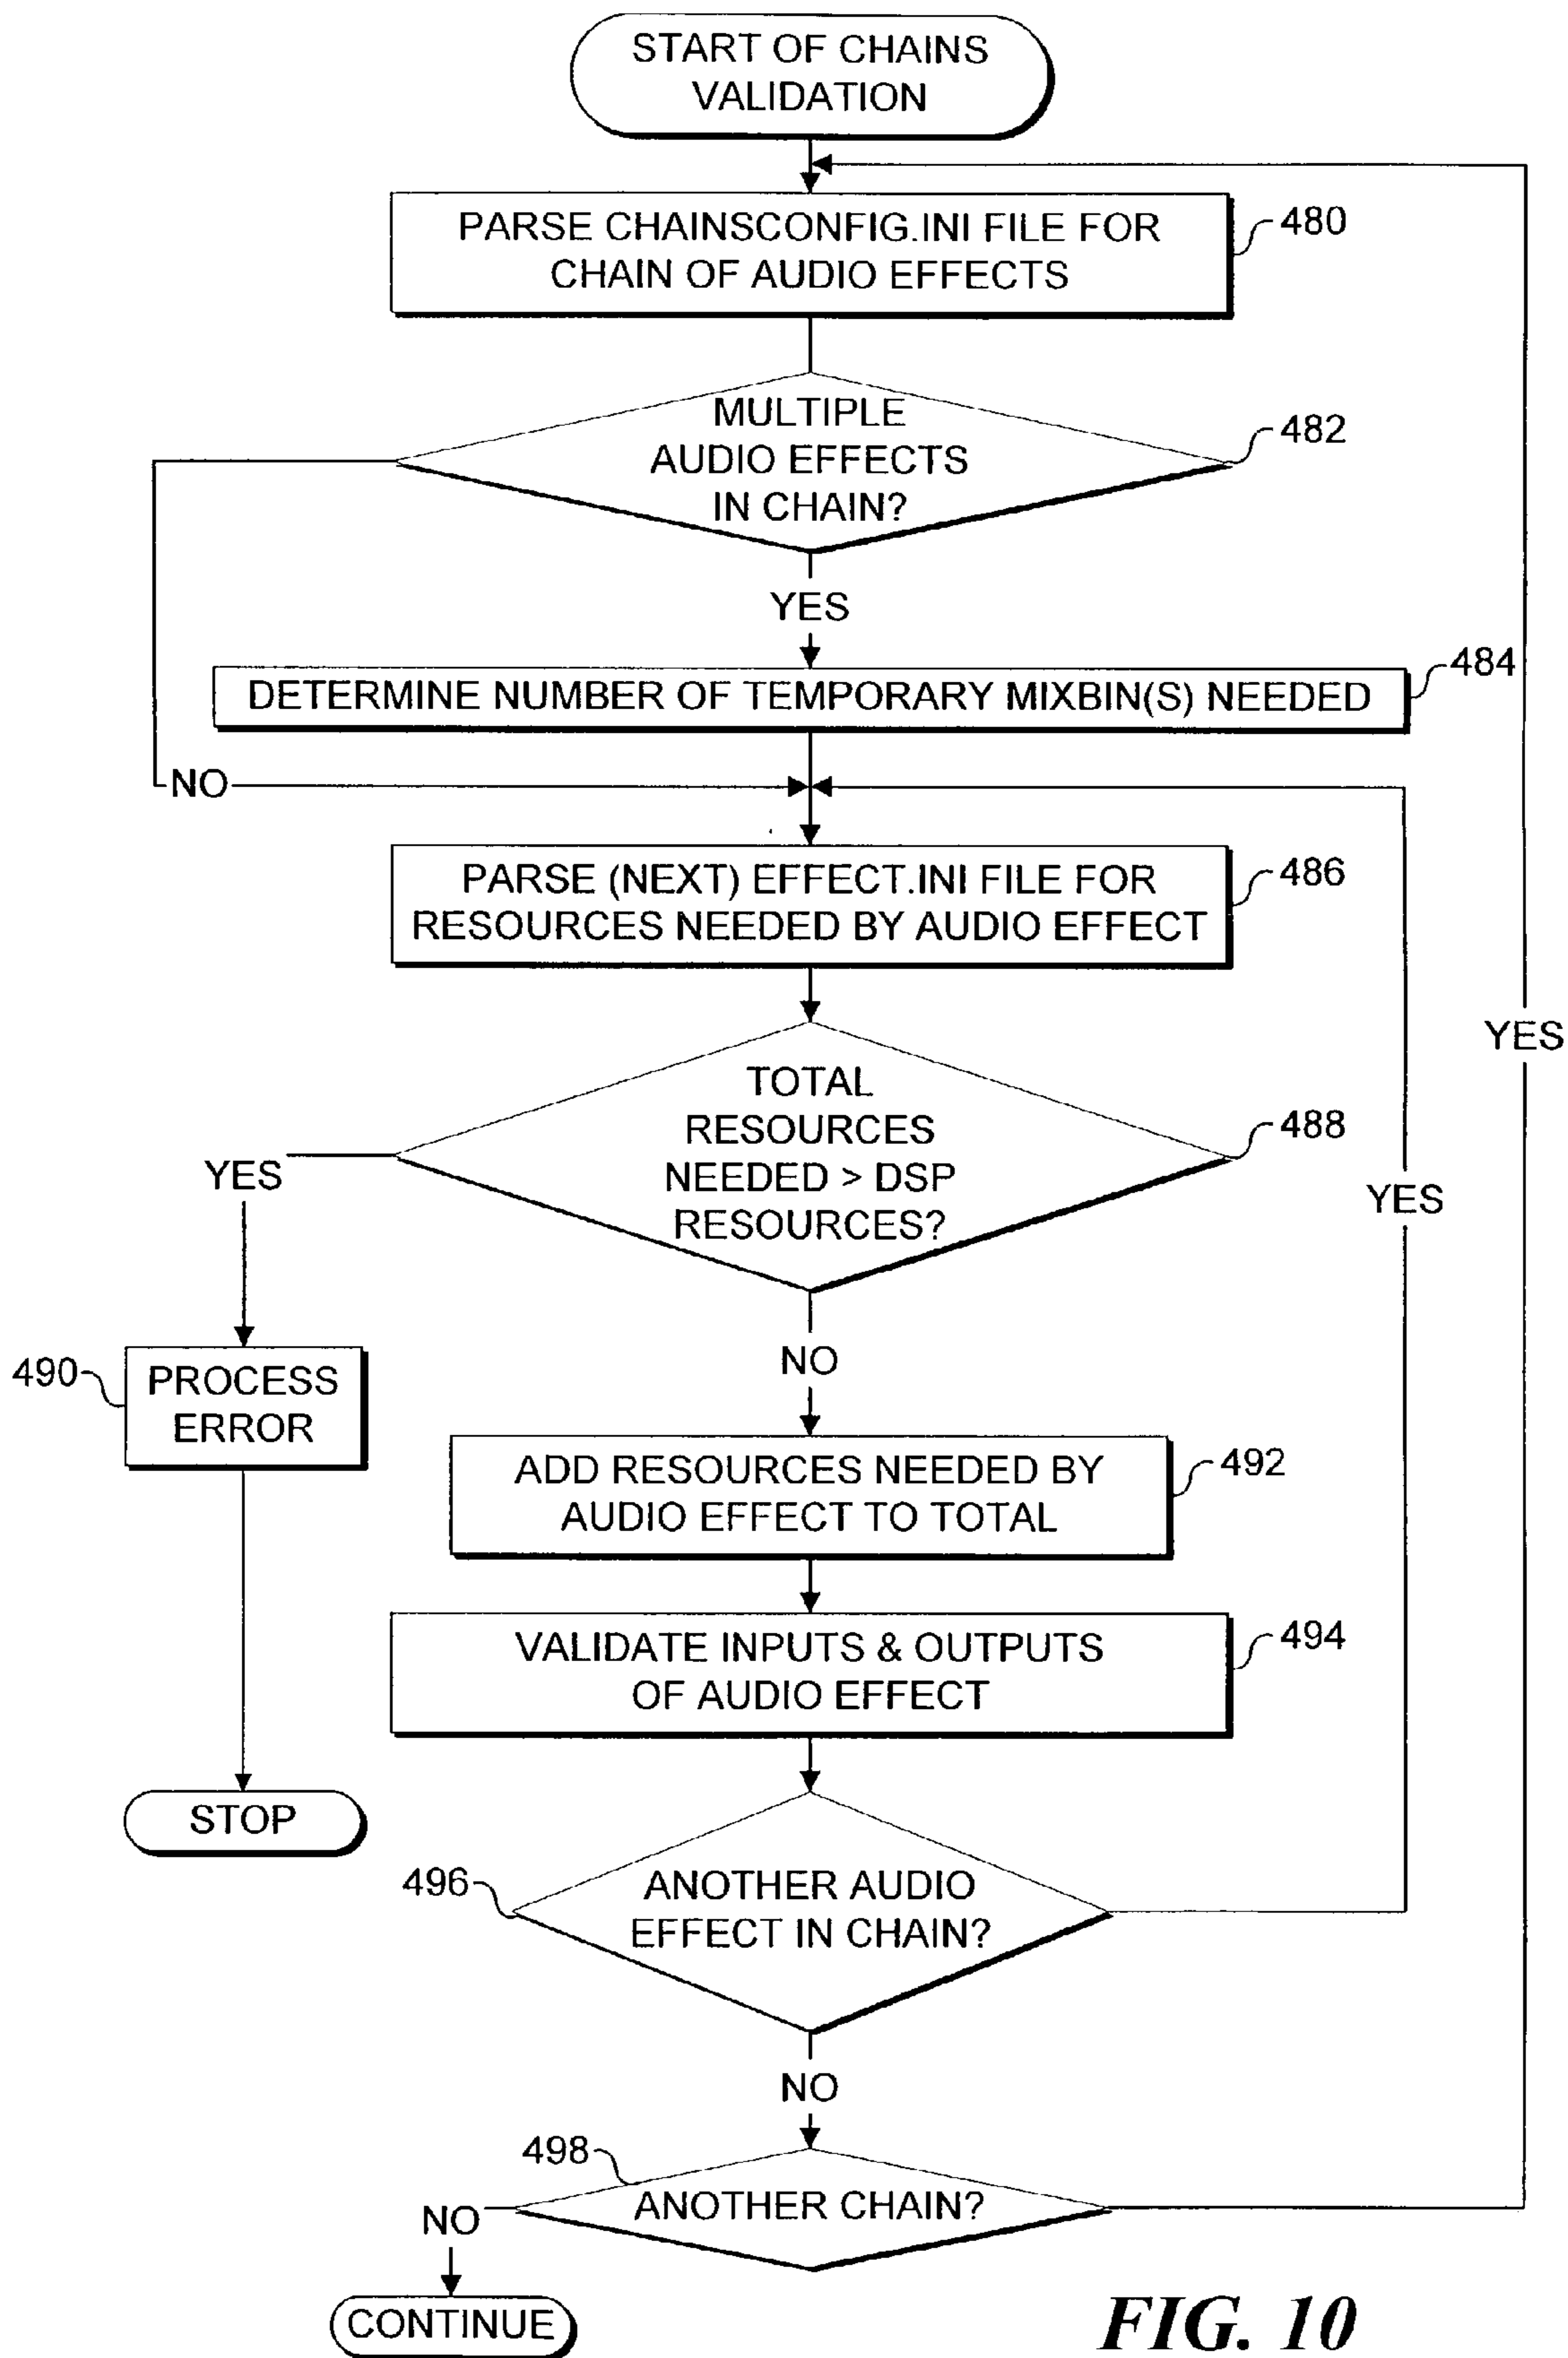 START OF CHAINS
VALIDATION
PARSE CHAINSCONFIG.INI FILE FOR
CHAIN OF AUDIO EFFECTS
480
MULTIPLE
AUDIO EFFECTS
IN CHAIN?
482
YES
DETERMINE NUMBER OF TEMPORARY MIXBIN(S) NEEDED
484
NO
PARSE (NEXT) EFFECT.INI FILE FOR
RESOURCES NEEDED BY AUDIO EFFECT
486
YES
TOTAL
RESOURCES
NEEDED > DSP
RESOURCES?
488
YES
YES
NO
490
PROCESS
ERROR
ADD RESOURCES NEEDED BY
AUDIO EFFECT TO TOTAL
492
VALIDATE INPUTS & OUTPUTS
OF AUDIO EFFECT
494
STOP
496
ANOTHER AUDIO
EFFECT IN CHAIN?
NO
498
ANOTHER CHAIN?
NO
CONTINUE
FIG. 10